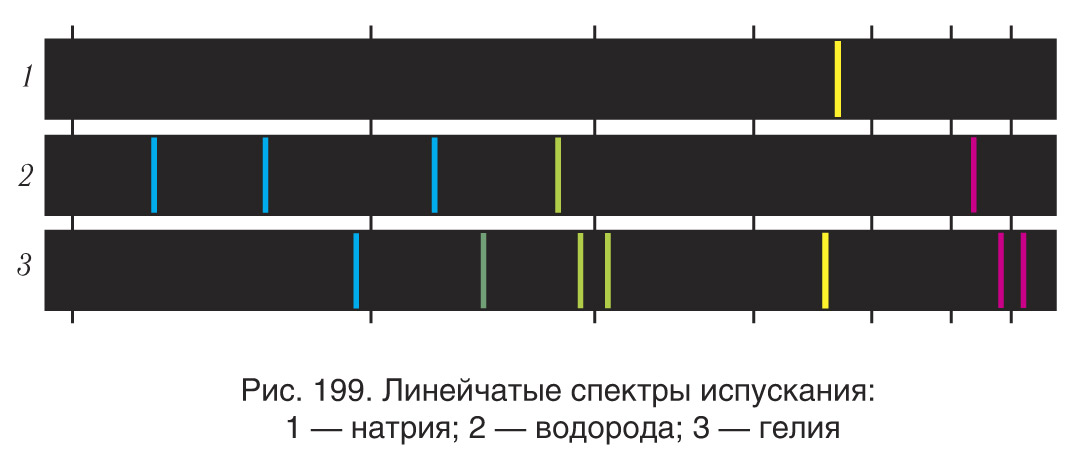 1
2
3
Рис. 199. Линейчатые спектры испускания:
1 — натрия; 2 — водорода; 3 — гелия